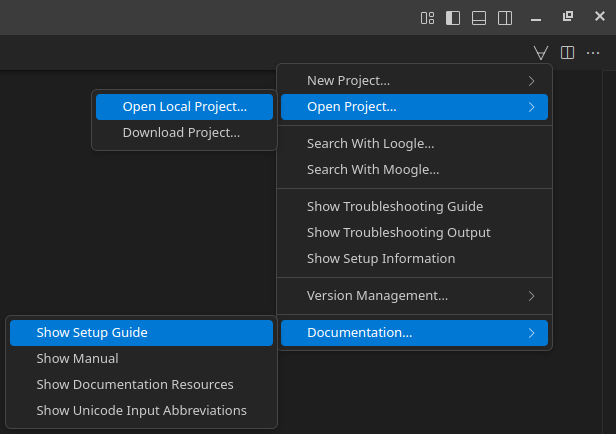 New Project...
Open Project...
Open Local Project...
Download Project...
Search With Loogle...
Search With Moogle...
Show Troubleshooting Guide
Show Troubleshooting Output
Show Setup Information
Version Management...
Documentation...
Show Setup Guide
Show Manual
Show Documentation Resources
Show Unicode Input Abbreviations